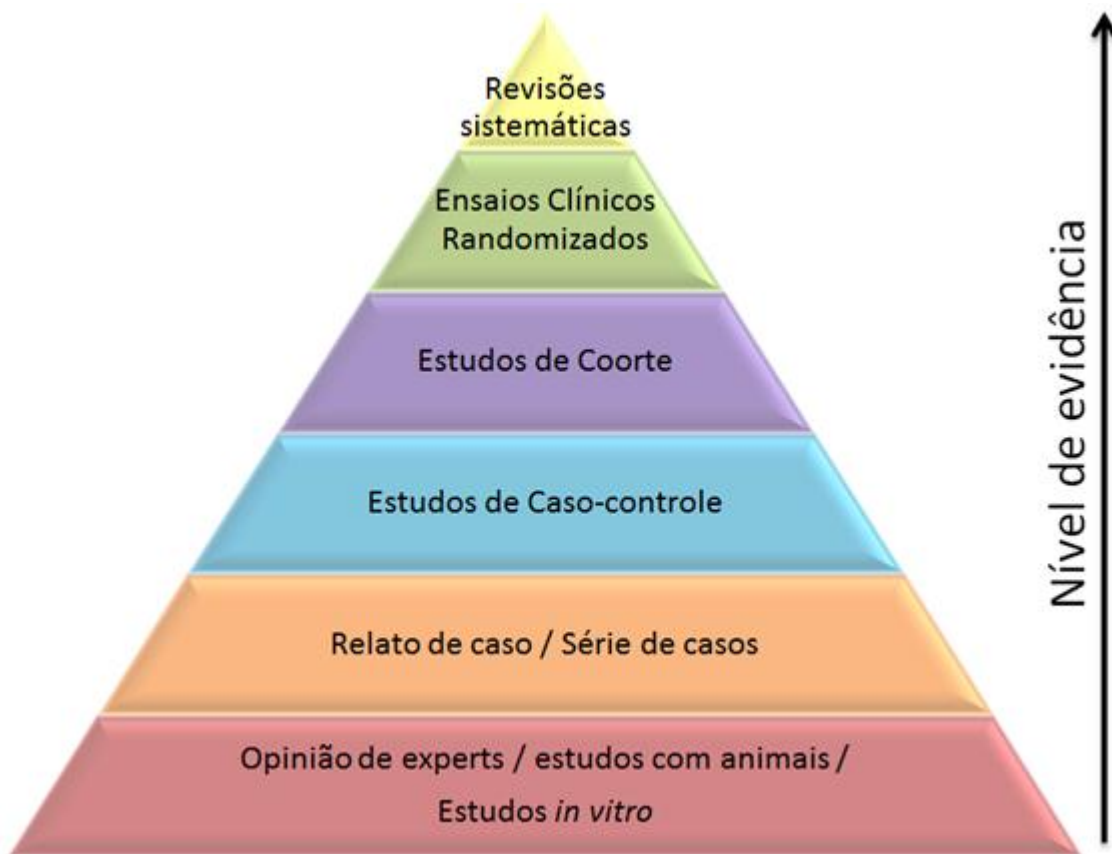 Revisões
sistemáticas
Ensaios Clínicos
Randomizados
Estudos de Coorte
Estudos de Caso-controle
Relato de caso / Série de casos
Opinião de experts / estudos com animais /
Estudos in vitro
Nível de evidência